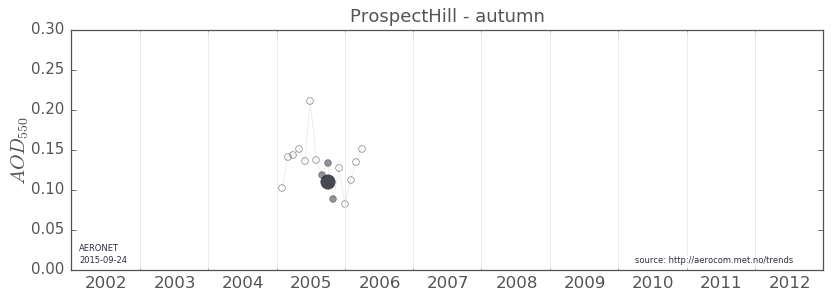 ProspectHill - autumn
0.30
0.25
0.20
0.15
0.10
0.05
0.00
AOD550
AERONET
2015-09-24
source: http://aerocom.met.no/trends
2002 2003 2004 2005 2006 2007 2008 2009 2010 2011 2012